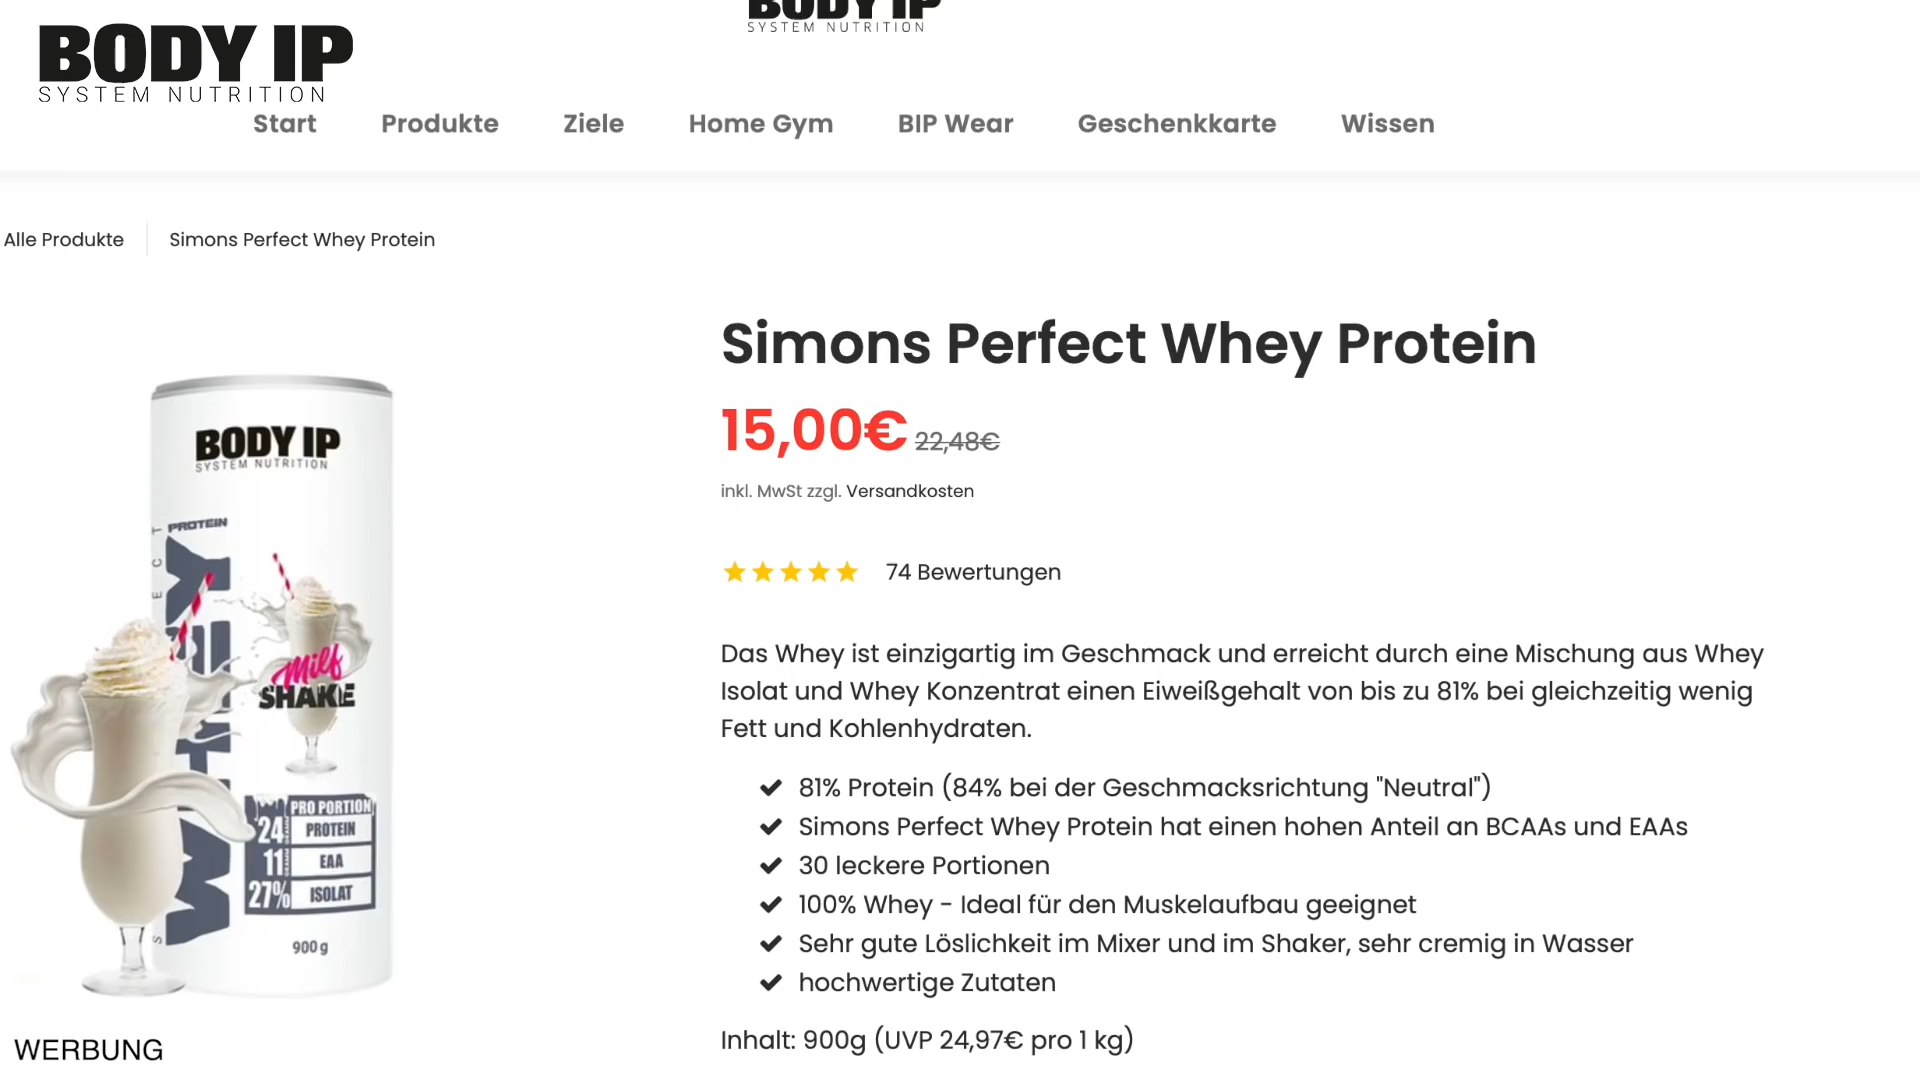 BODY IP
SYSTEM NUTRITION
BODY IP
SYSTEM NUTRITION
Start Produkte Ziele Home Gym BIP Wear Geschenkkarte Wissen
Alle Produkte Simons Perfect Whey Protein
Simons Perfect Whey Protein
15,00€ 22,48€
inkl. MwSt zzgl. Versandkosten
74 Bewertungen
Das Whey ist einzigartig im Geschmack und erreicht durch eine Mischung aus Whey
Isolat und Whey Konzentrat einen Eiweißgehalt von bis zu 81% bei gleichzeitig wenig
Fett und Kohlenhydraten.
81% Protein (84% bei der Geschmacksrichtung "Neutral")
Simons Perfect Whey Protein hat einen hohen Anteil an BCAAs und EAAs
30 leckere Portionen
100% Whey - Ideal für den Muskelaufbau geeignet
Sehr gute Löslichkeit im Mixer und im Shaker, sehr cremig in Wasser
hochwertige Zutaten
Inhalt: 900g (UVP 24,97€ pro 1 kg)
BODY IP
SYSTEM NUTRITION
PROTEIN
WHEY
Milf
SHAKE
PRO PORTION
24 PROTEIN
11 EAA
27% ISOLAT
900 g
WERBUNG